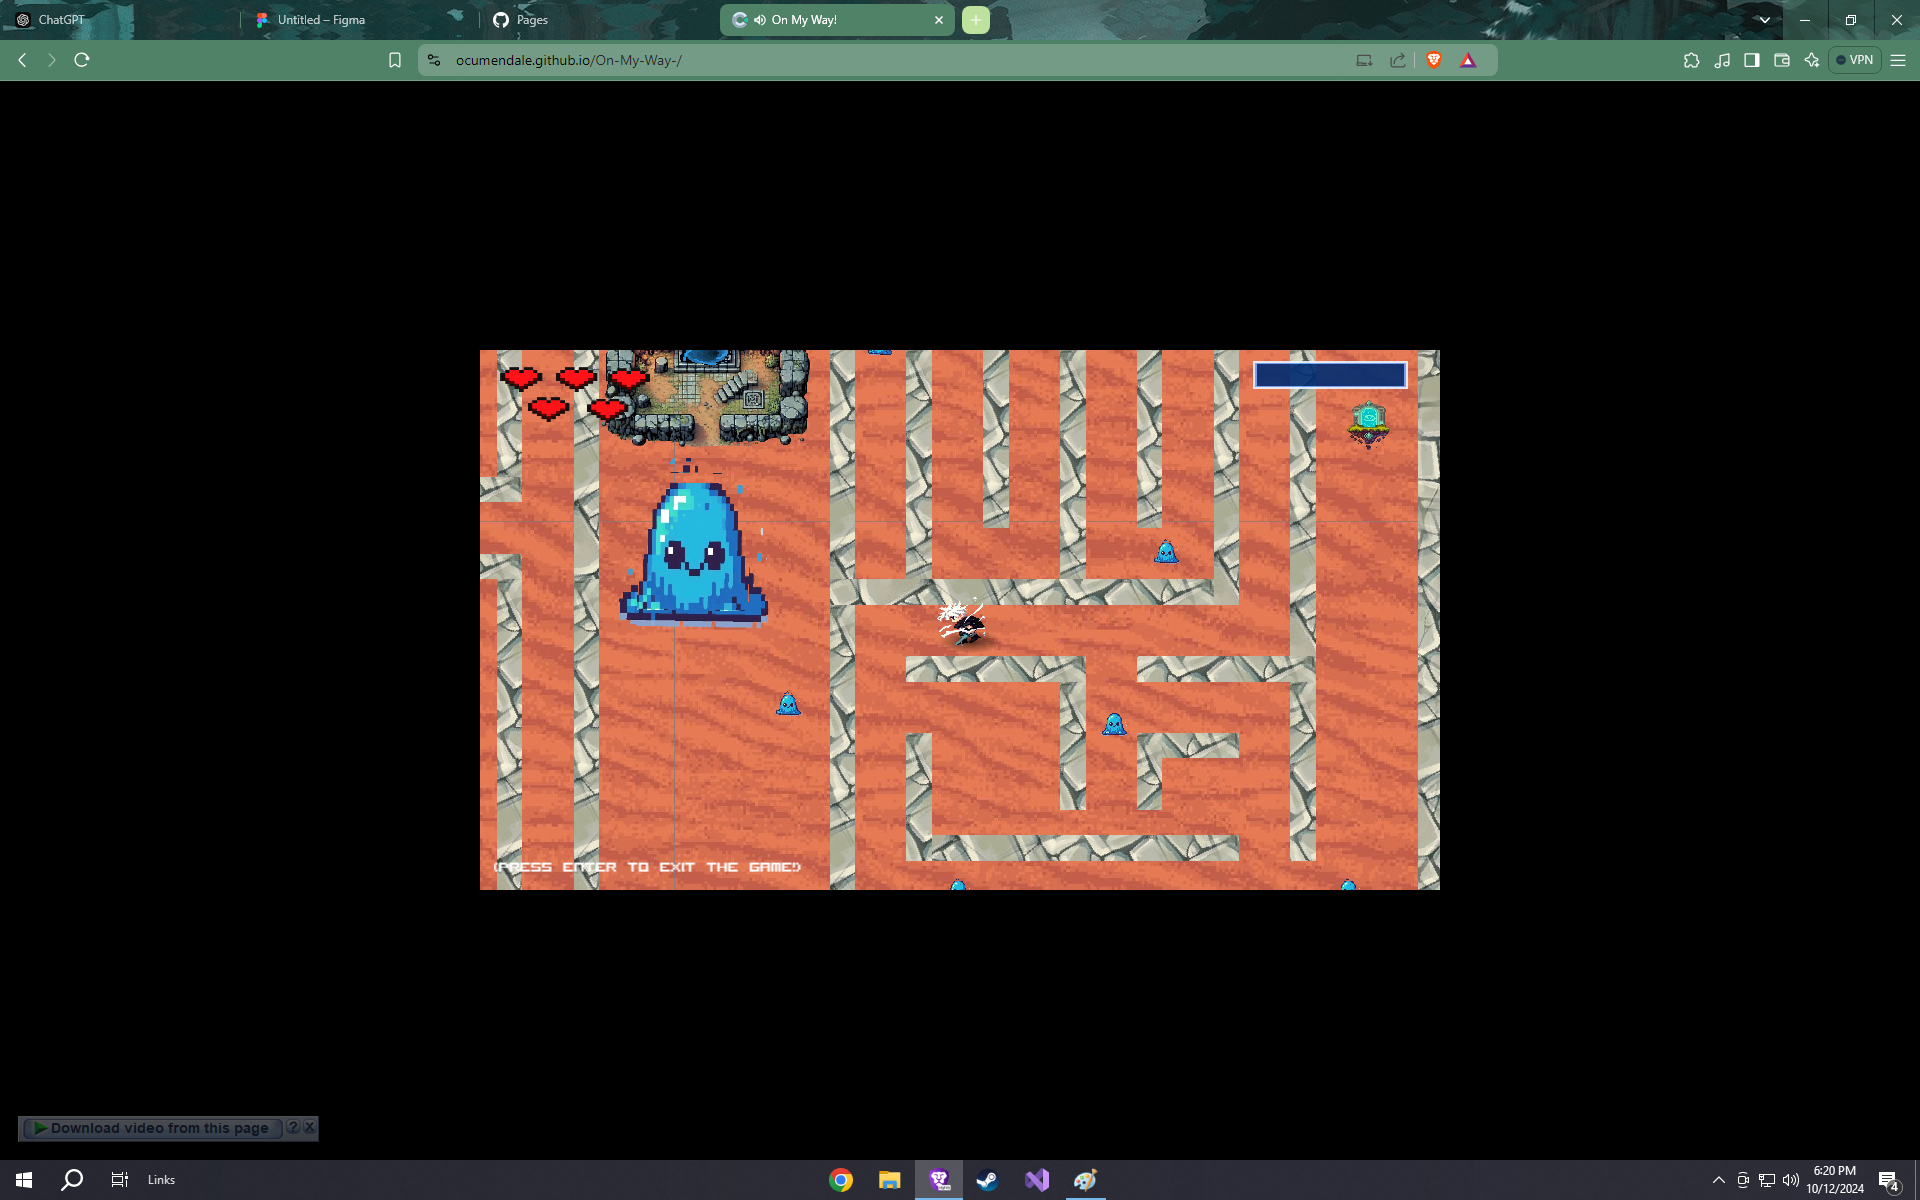 ChatGPT
Untitled – Figma
Pages
On My Way!
ocumendale.github.io/On-My-Way-/
VPN
(PRESS ENTER TO EXIT THE GAME!)
Download video from this page
?
Links
6:20 PM
10/12/2024
4